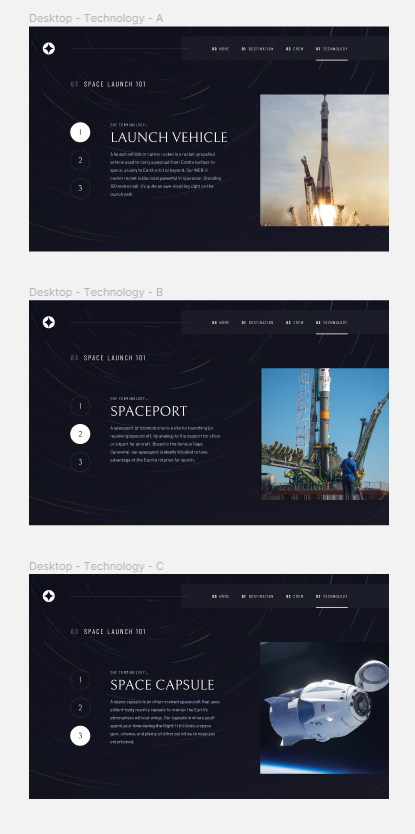 Desktop - Technology - A
00 HOME 01 DESTINATION 02 CREW 03 TECHNOLOGY
03 SPACE LAUNCH 101
THE TERMINOLOGY...
1
LAUNCH VEHICLE
2
3
A launch vehicle or carrier rocket is a rocket-propelled
vehicle used to carry a payload from Earth's surface to
space, usually to Earth orbit or beyond. Our WEB-X
carrier rocket is the most powerful in operation. Standing
150 metres tall, it's quite an awe-inspiring sight on the
launch pad!
Desktop - Technology - B
00 HOME 01 DESTINATION 02 CREW 03 TECHNOLOGY
03 SPACE LAUNCH 101
THE TERMINOLOGY...
1
SPACEPORT
2
3
A spaceport or cosmodrome is a site for launching (or
receiving) spacecraft, by analogy to the seaport for ships
or airport for aircraft. Based in the famous Cape
Canaveral, our spaceport is ideally situated to take
advantage of the Earth's rotation for launch.
Desktop - Technology - C
00 HOME 01 DESTINATION 02 CREW 03 TECHNOLOGY
03 SPACE LAUNCH 101
THE TERMINOLOGY...
1
SPACE CAPSULE
2
3
A space capsule is an often-crewed spacecraft that uses
a blunt-body reentry capsule to reenter the Earth's
atmosphere without wings. Our capsule is where you'll
spend your time during the flight. It includes a space
gym, cinema, and plenty of other activities to keep you
entertained.